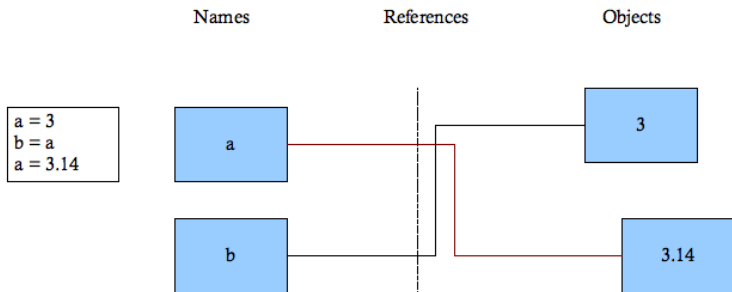 Names References Objects
a = 3
b = a
a = 3.14
a
3
b
3.14